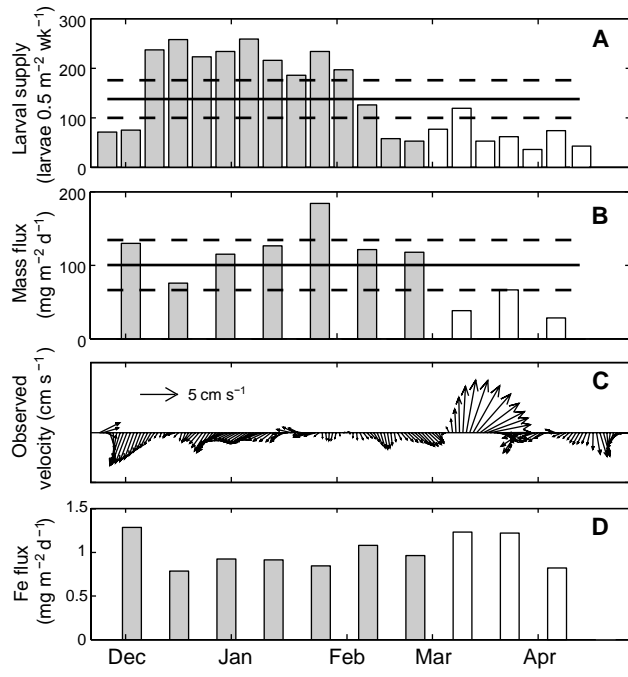 A
Larval supply
(larvae 0.5 m⁻² wk⁻¹)
300
200
100
0
B
Mass flux
(mg m⁻² d⁻¹)
200
100
0
C
Observed
velocity (cm s⁻¹)
5 cm s⁻¹
D
Fe flux
(mg m⁻² d⁻¹)
1.5
1
0.5
0
Dec Jan Feb Mar Apr